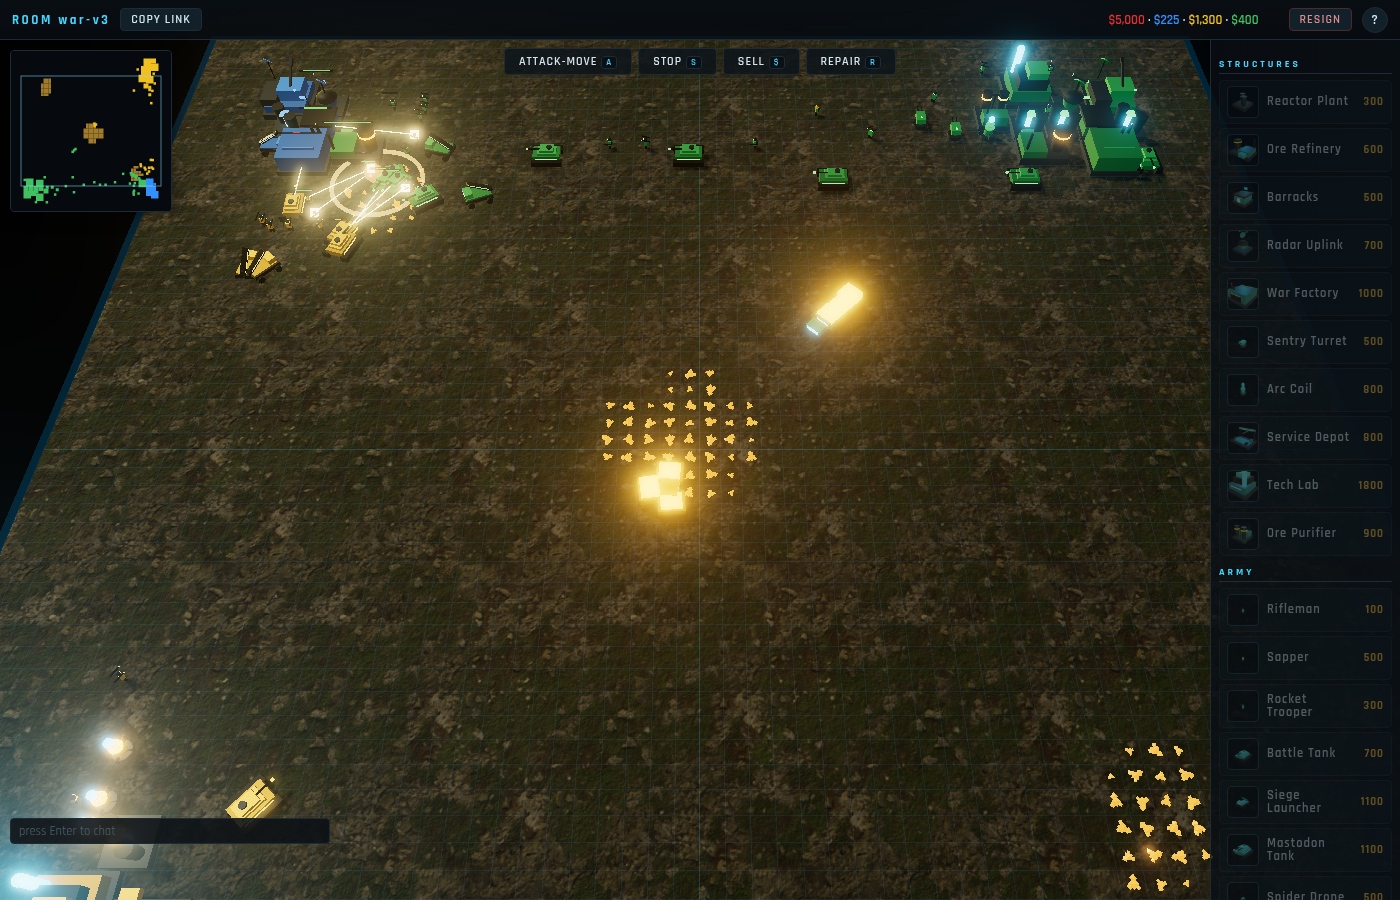 ROOM war-v3
COPY LINK
$5,000 · $225 · $1,300 · $400
RESIGN
?
ATTACK-MOVE A
STOP S
SELL $
REPAIR R
STRUCTURES
Reactor Plant 300
Ore Refinery 600
Barracks 500
Radar Uplink 700
War Factory 1000
Sentry Turret 500
Arc Coil 800
Service Depot 800
Tech Lab 1800
Ore Purifier 900
ARMY
Rifleman 100
Sapper 500
Rocket
Trooper 300
Battle Tank 700
Siege
Launcher 1100
Mastodon
Tank 1100
Spider Drone 500
press Enter to chat